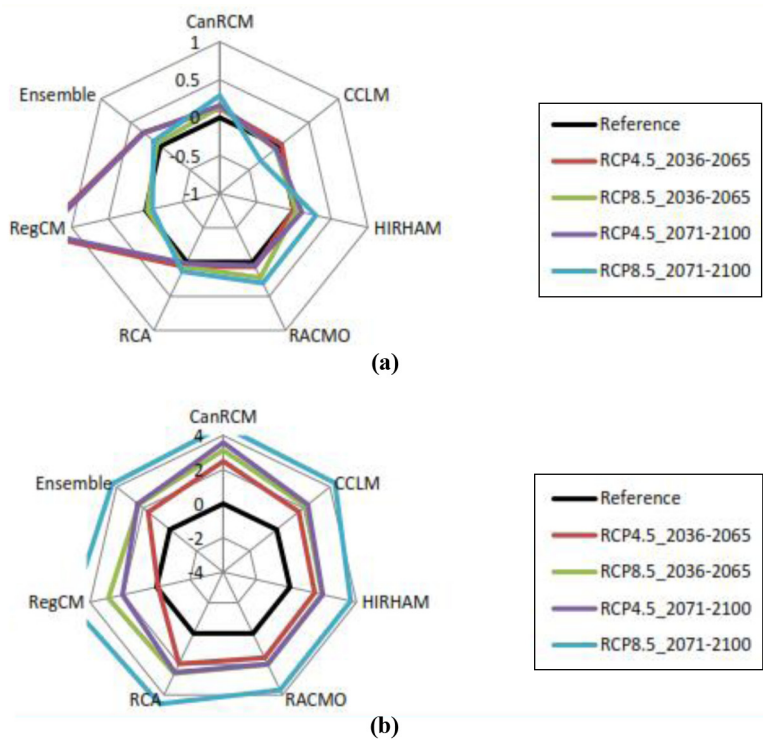 CanRCM
1
0.5
0
-0.5
-1
Ensemble
CCLM
RegCM
HIRHAM
RCA
RACMO
Reference
RCP4.5_2036-2065
RCP8.5_2036-2065
RCP4.5_2071-2100
RCP8.5_2071-2100
(a)
CanRCM
4
2
0
-2
-4
Ensemble
CCLM
RegCM
HIRHAM
RCA
RACMO
Reference
RCP4.5_2036-2065
RCP8.5_2036-2065
RCP4.5_2071-2100
RCP8.5_2071-2100
(b)